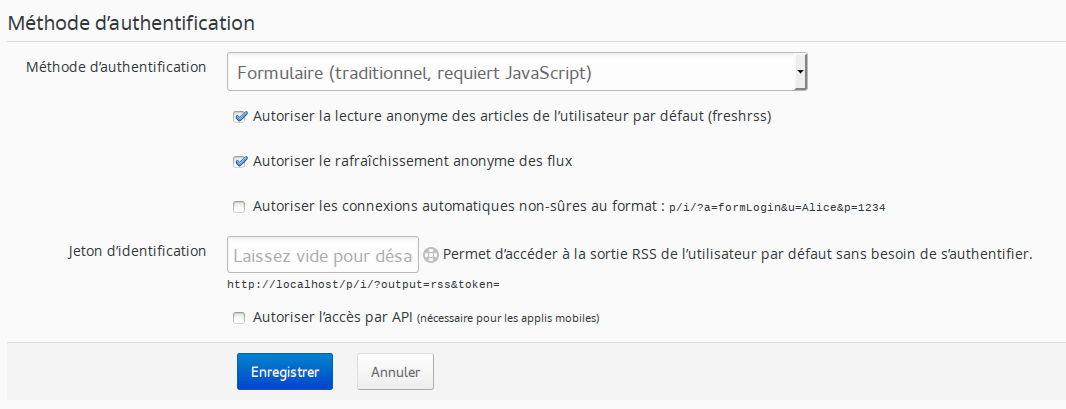 Méthode d’authentification
Méthode d’authentification
Formulaire (traditionnel, requiert JavaScript)
Autoriser la lecture anonyme des articles de l’utilisateur par défaut (freshrss)
Autoriser le rafraîchissement anonyme des flux
Autoriser les connexions automatiques non-sûres au format : p/i/?a=formLogin&u=Alice&p=1234
Jeton d’identification
Laissez vide pour désa
Permet d’accéder à la sortie RSS de l’utilisateur par défaut sans besoin de s’authentifier.
http://localhost/p/i/?output=rss&token=
Autoriser l’accès par API (nécessaire pour les applis mobiles)
Enregistrer
Annuler